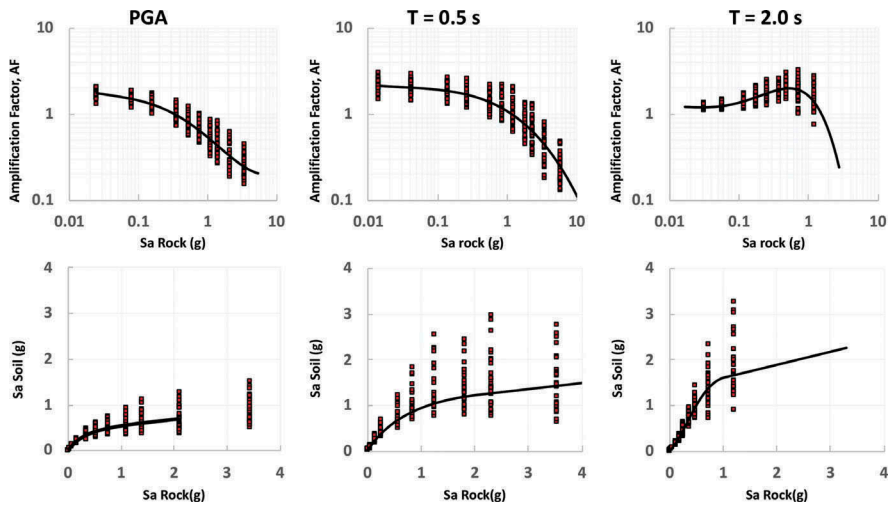 PGA
T = 0.5 s
T = 2.0 s
Amplification Factor, AF
10
1
0.1
0.01 0.1 1 10
Sa Rock (g)
Amplification Factor, AF
10
1
0.1
0.01 0.1 1 10
Sa rock (g)
Amplification Factor, AF
10
1
0.1
0.01 0.1 1 10
Sa rock (g)
Sa Soil (g)
4
3
2
1
0
0 1 2 3 4
Sa Rock(g)
Sa Soil (g)
4
3
2
1
0
0 1 2 3 4
Sa Rock(g)
Sa Soil (g)
4
3
2
1
0
0 1 2 3 4
Sa Rock(g)